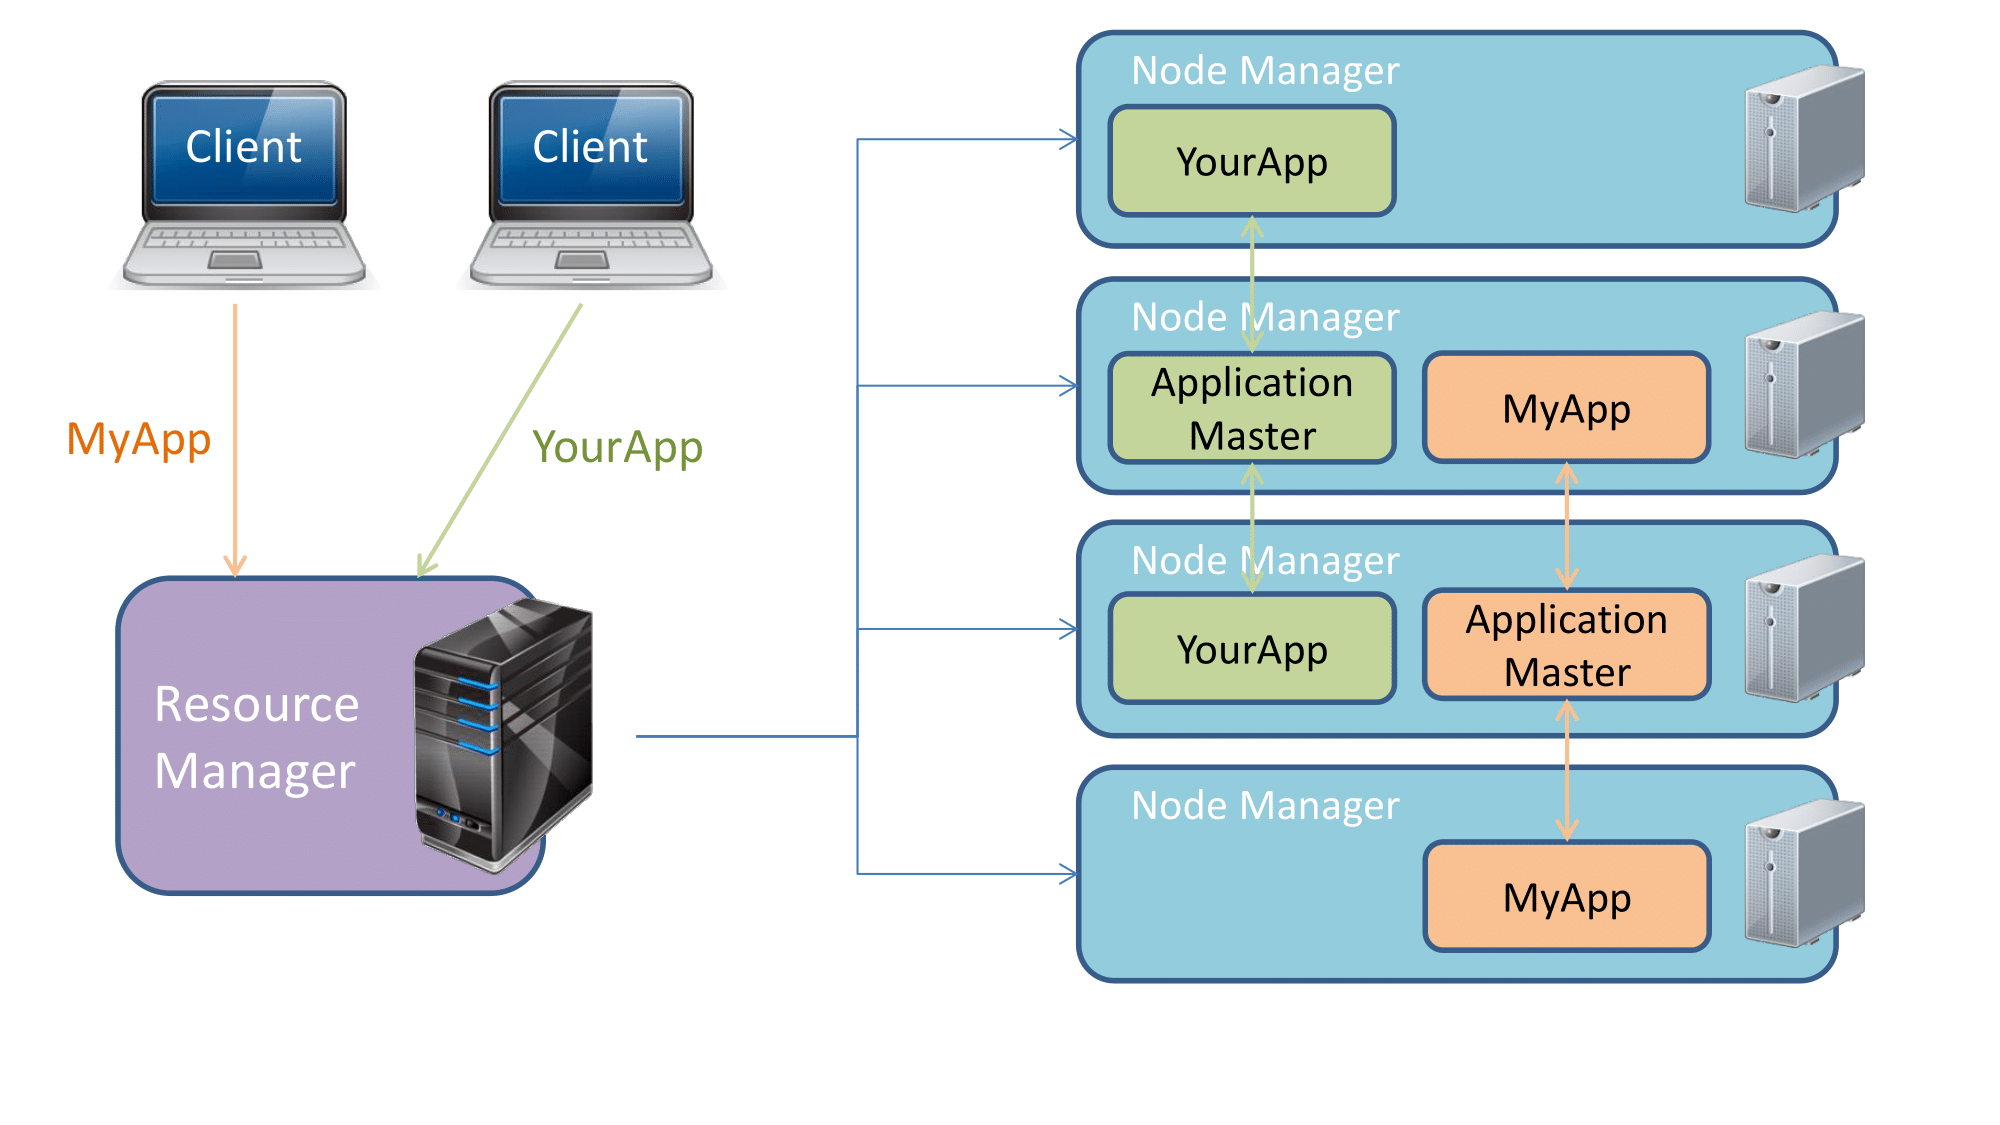 Client
Client
MyApp
YourApp
Resource
Manager
Node Manager
YourApp
Node Manager
Application
Master
MyApp
Node Manager
YourApp
Application
Master
Node Manager
MyApp